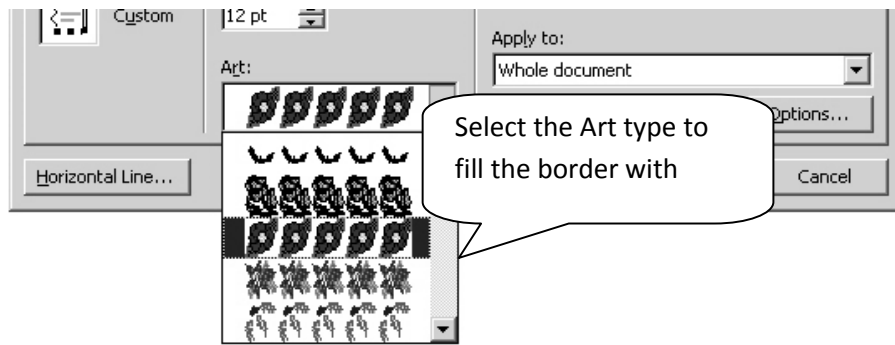 Custom
12 pt
Apply to:
Whole document
Art:
Options...
Select the Art type to
fill the border with
Horizontal Line...
Cancel